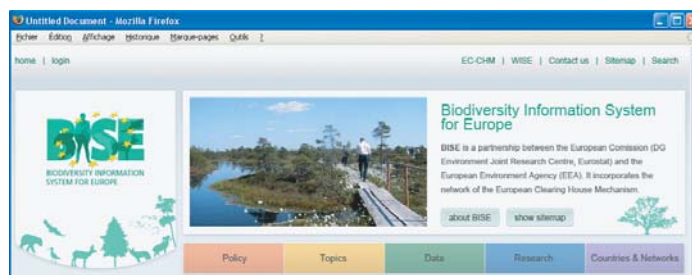 Untitled Document - Mozilla Firefox
Fichier Édition Affichage Historique Marque-pages Outils ?
home | login
EC-CHM | WISE | Contact us | Sitemap | Search
BISE
BIODIVERSITY INFORMATION
SYSTEM FOR EUROPE
Biodiversity Information System
for Europe
BISE is a partnership between the European Comission (DG
Environment Joint Research Centre, Eurostat) and the
European Environment Agency (EEA). It incorporates the
network of the European Clearing House Mechanism.
about BISE show sitemap
Policy Topics Data Research Countries & Networks